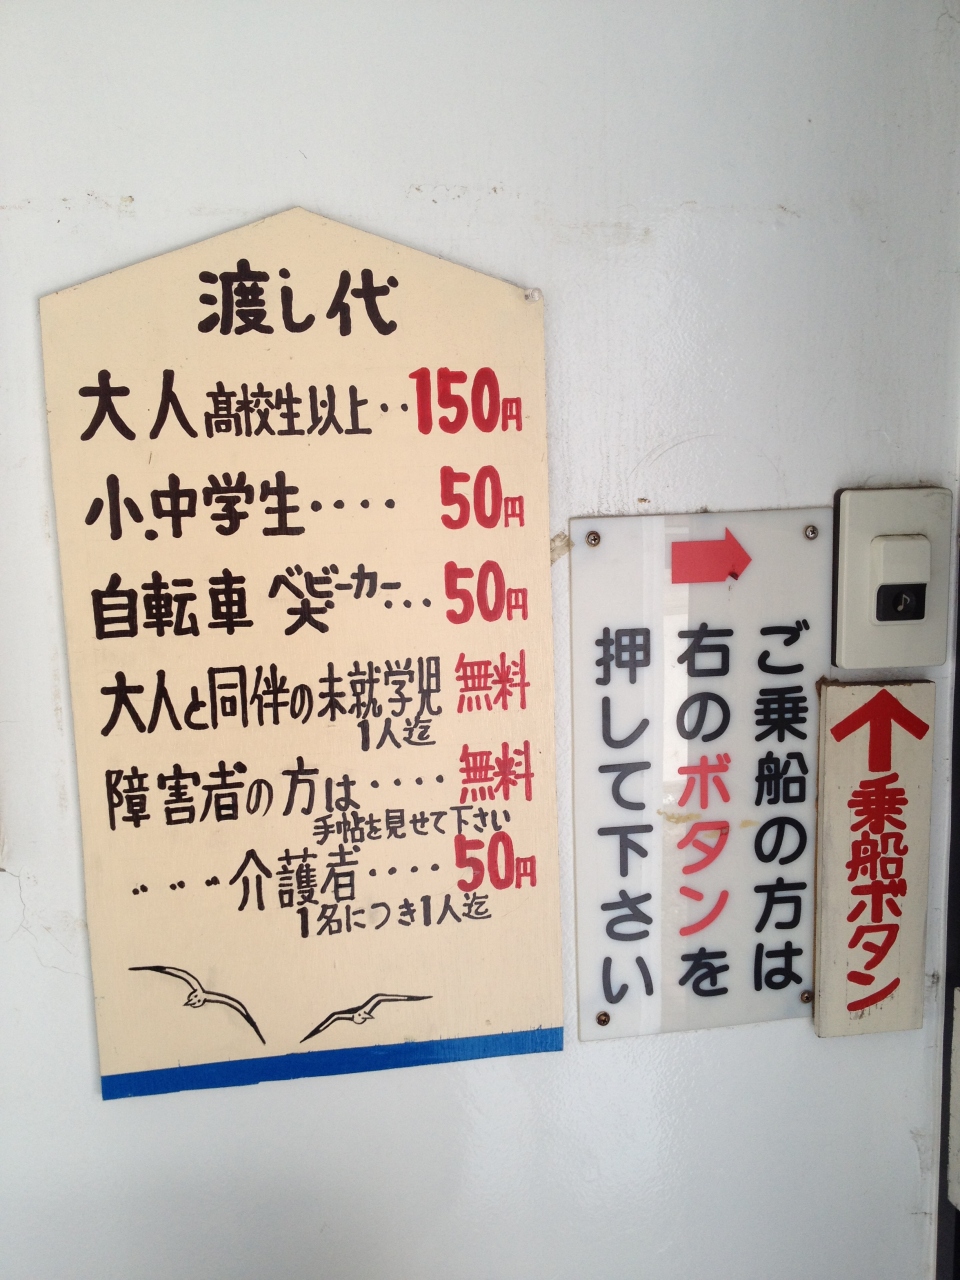 渡し代
大人 高校生以上‥150円
小.中学生‥‥ 50円
自転車 ベビーカー 犬…50円
大人と同伴の未就学児 無料
1人迄
障害者の方は‥‥無料
手帖を見せて下さい
〃 〃 〃 介護者‥‥50円
1名につき1人迄
ご乗船の方は
右のボタンを
押して下さい
乗船ボタン